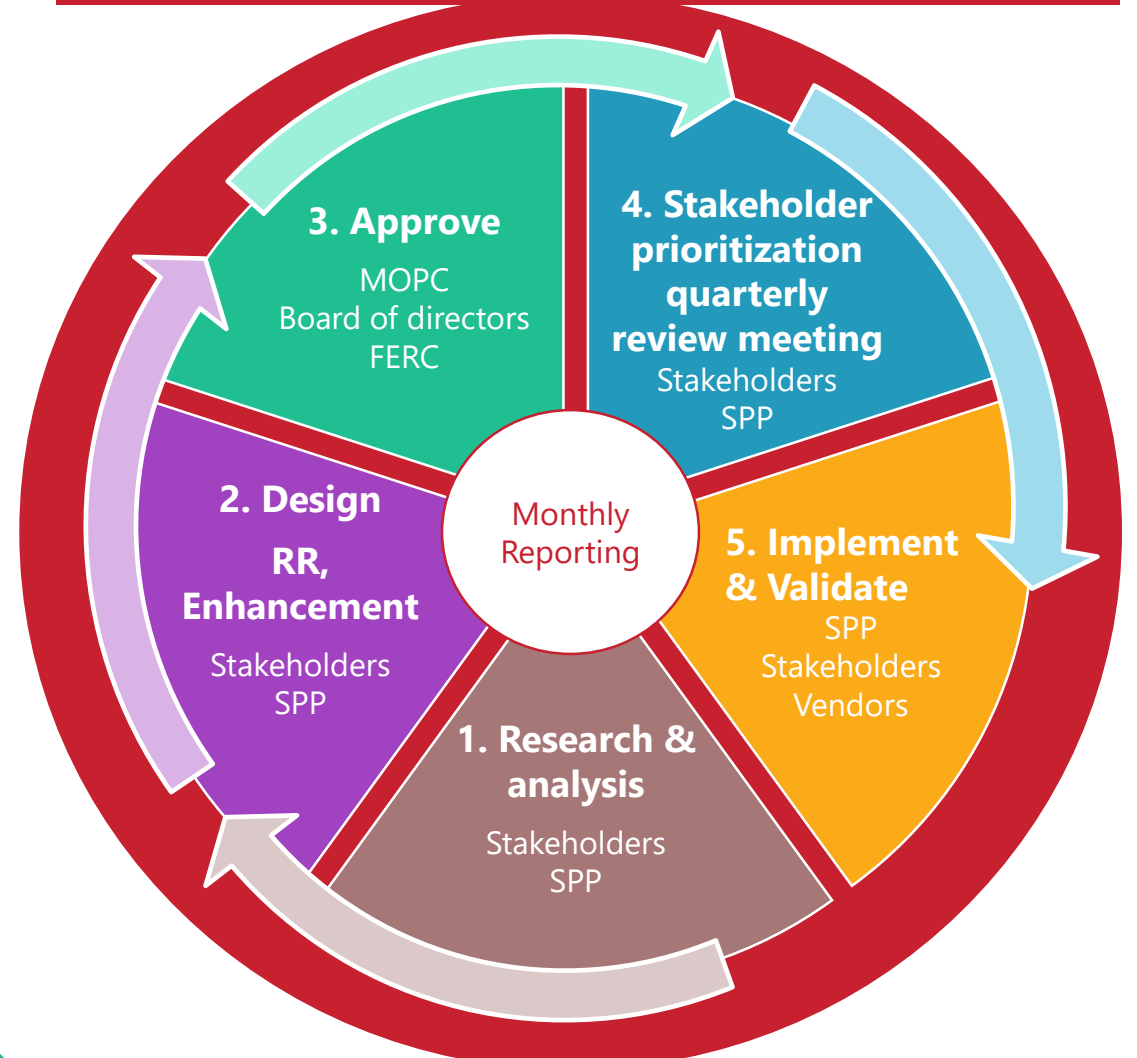 3. Approve
MOPC
Board of directors
FERC
4. Stakeholder
prioritization
quarterly
review meeting
Stakeholders
SPP
2. Design
RR,
Enhancement
Stakeholders
SPP
Monthly
Reporting
5. Implement
& Validate
SPP
Stakeholders
Vendors
1. Research &
analysis
Stakeholders
SPP